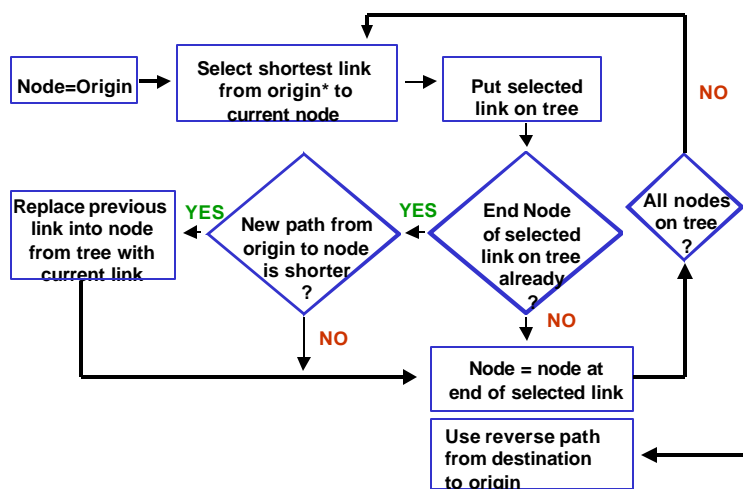 Node=Origin
Select shortest link
from origin* to
current node
Put selected
link on tree
NO
Replace previous
link into node
from tree with
current link
YES
New path from
origin to node
is shorter
?
YES
End Node
of selected
link on tree
already
?
All nodes
on tree
?
NO
NO
Node = node at
end of selected link
Use reverse path
from destination
to origin